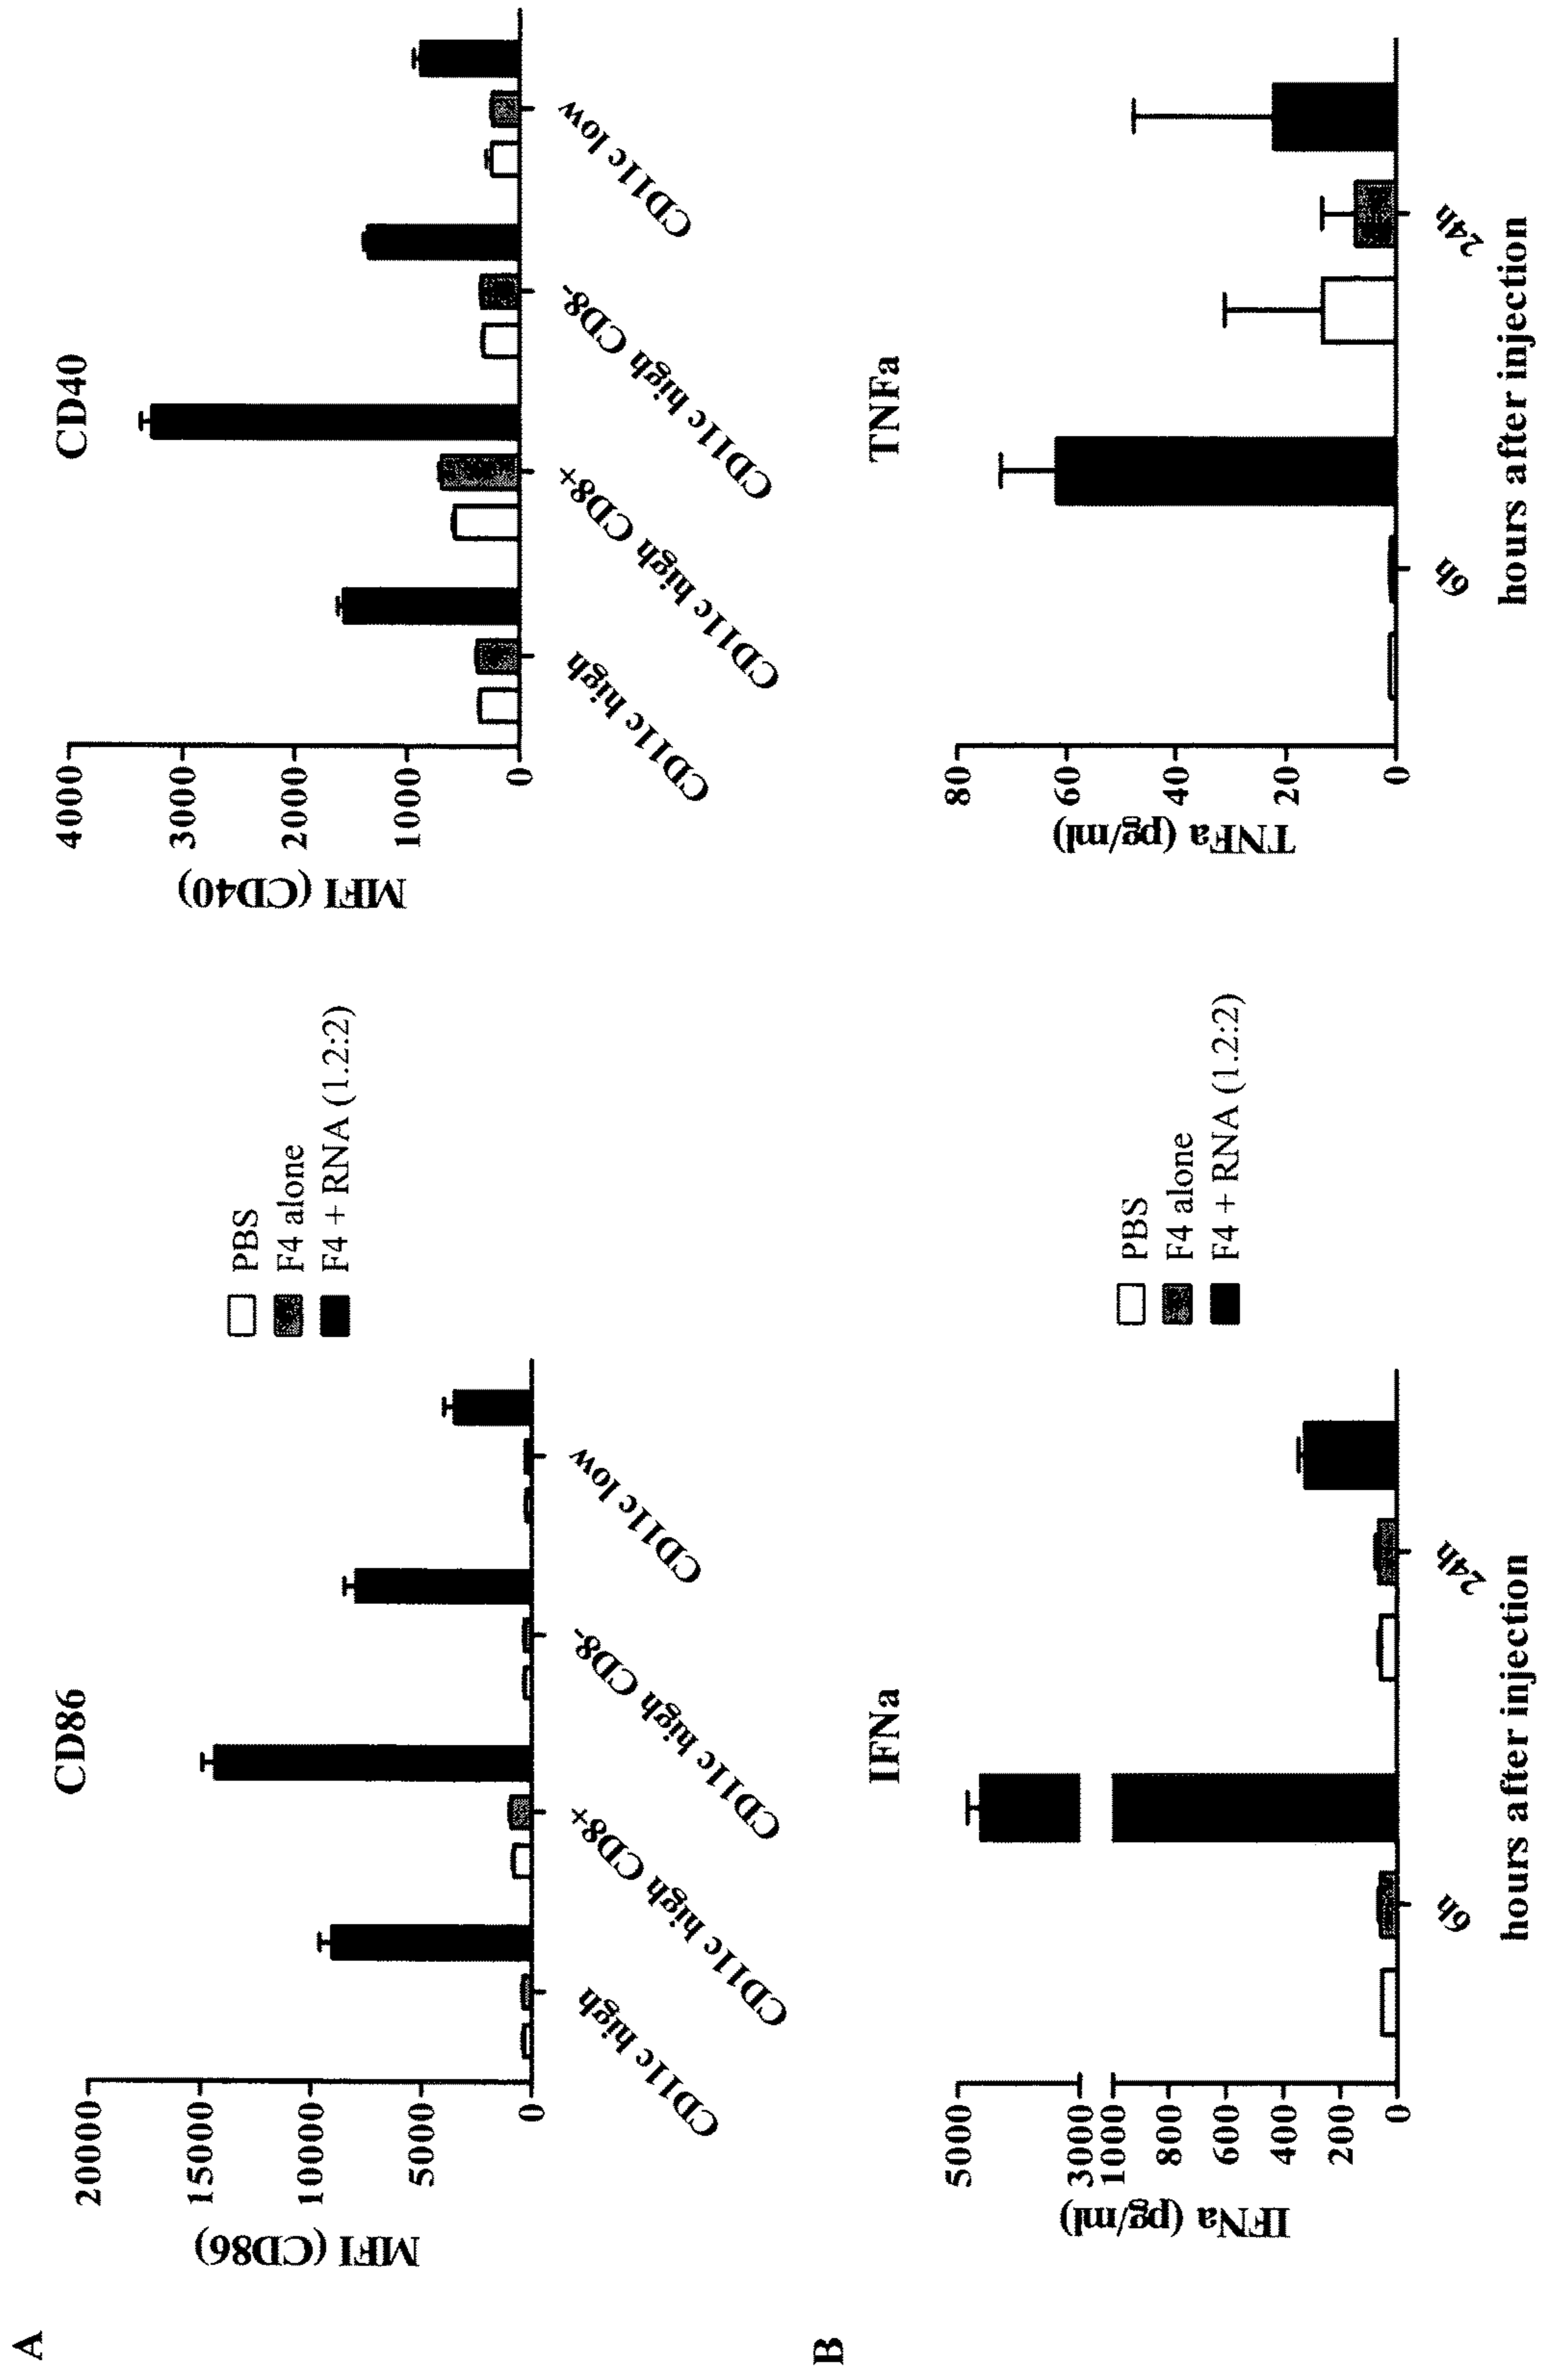 A
CD86
MFI (CD86)
20000
15000
10000
5000
0
CD11c high
CD11c high CD8+
CD11c high CD8-
CD11c low
PBS
F4 alone
F4 + RNA (1.2:2)
CD40
MFI (CD40)
4000
3000
2000
1000
0
CD11c high
CD11c high CD8+
CD11c high CD8-
CD11c low
B
IFNa
IFNa (pg/ml)
5000
3000
1000
800
600
400
200
0
6h
24h
hours after injection
PBS
F4 alone
F4 + RNA (1.2:2)
TNFa
TNFa (pg/ml)
80
60
40
20
0
6h
24h
hours after injection